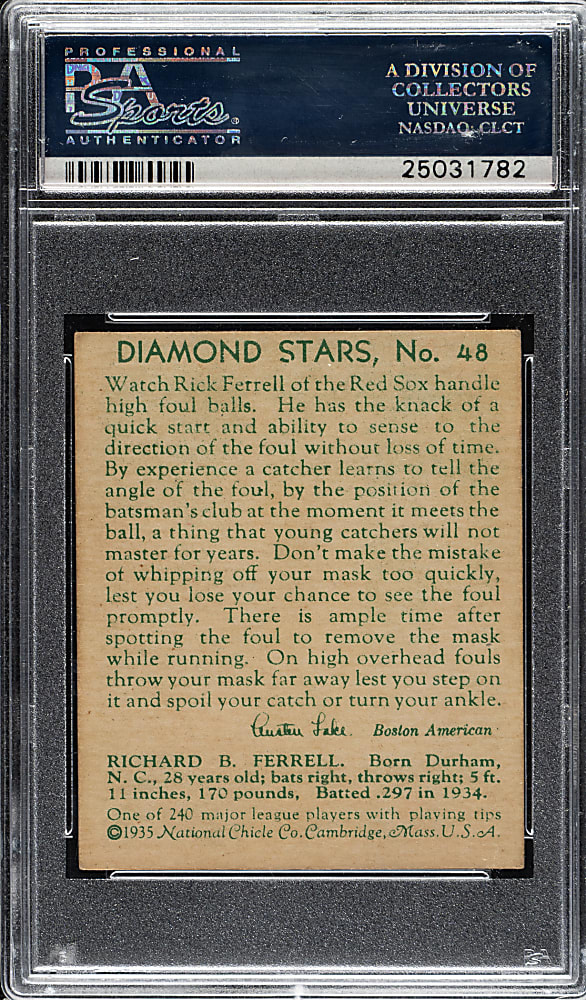 PROFESSIONAL
PSA
Sports®
AUTHENTICATOR
A DIVISION OF
COLLECTORS
UNIVERSE
NASDAQ: CLCT
25031782
DIAMOND STARS, No. 48
Watch Rick Ferrell of the Red Sox handle
high foul balls. He has the knack of a
quick start and ability to sense to the
direction of the foul without loss of time.
By experience a catcher learns to tell the
angle of the foul, by the position of the
batsman's club at the moment it meets the
ball, a thing that young catchers will not
master for years. Don't make the mistake
of whipping off your mask too quickly,
lest you lose your chance to see the foul
promptly. There is ample time after
spotting the foul to remove the mask
while running. On high overhead fouls
throw your mask far away lest you step on
it and spoil your catch or turn your ankle.
Austen Lake Boston American
RICHARD B. FERRELL. Born Durham,
N. C., 28 years old; bats right, throws right; 5 ft.
11 inches, 170 pounds, Batted .297 in 1934.
One of 240 major league players with playing tips
©1935 National Chicle Co. Cambridge, Mass. U.S.A.